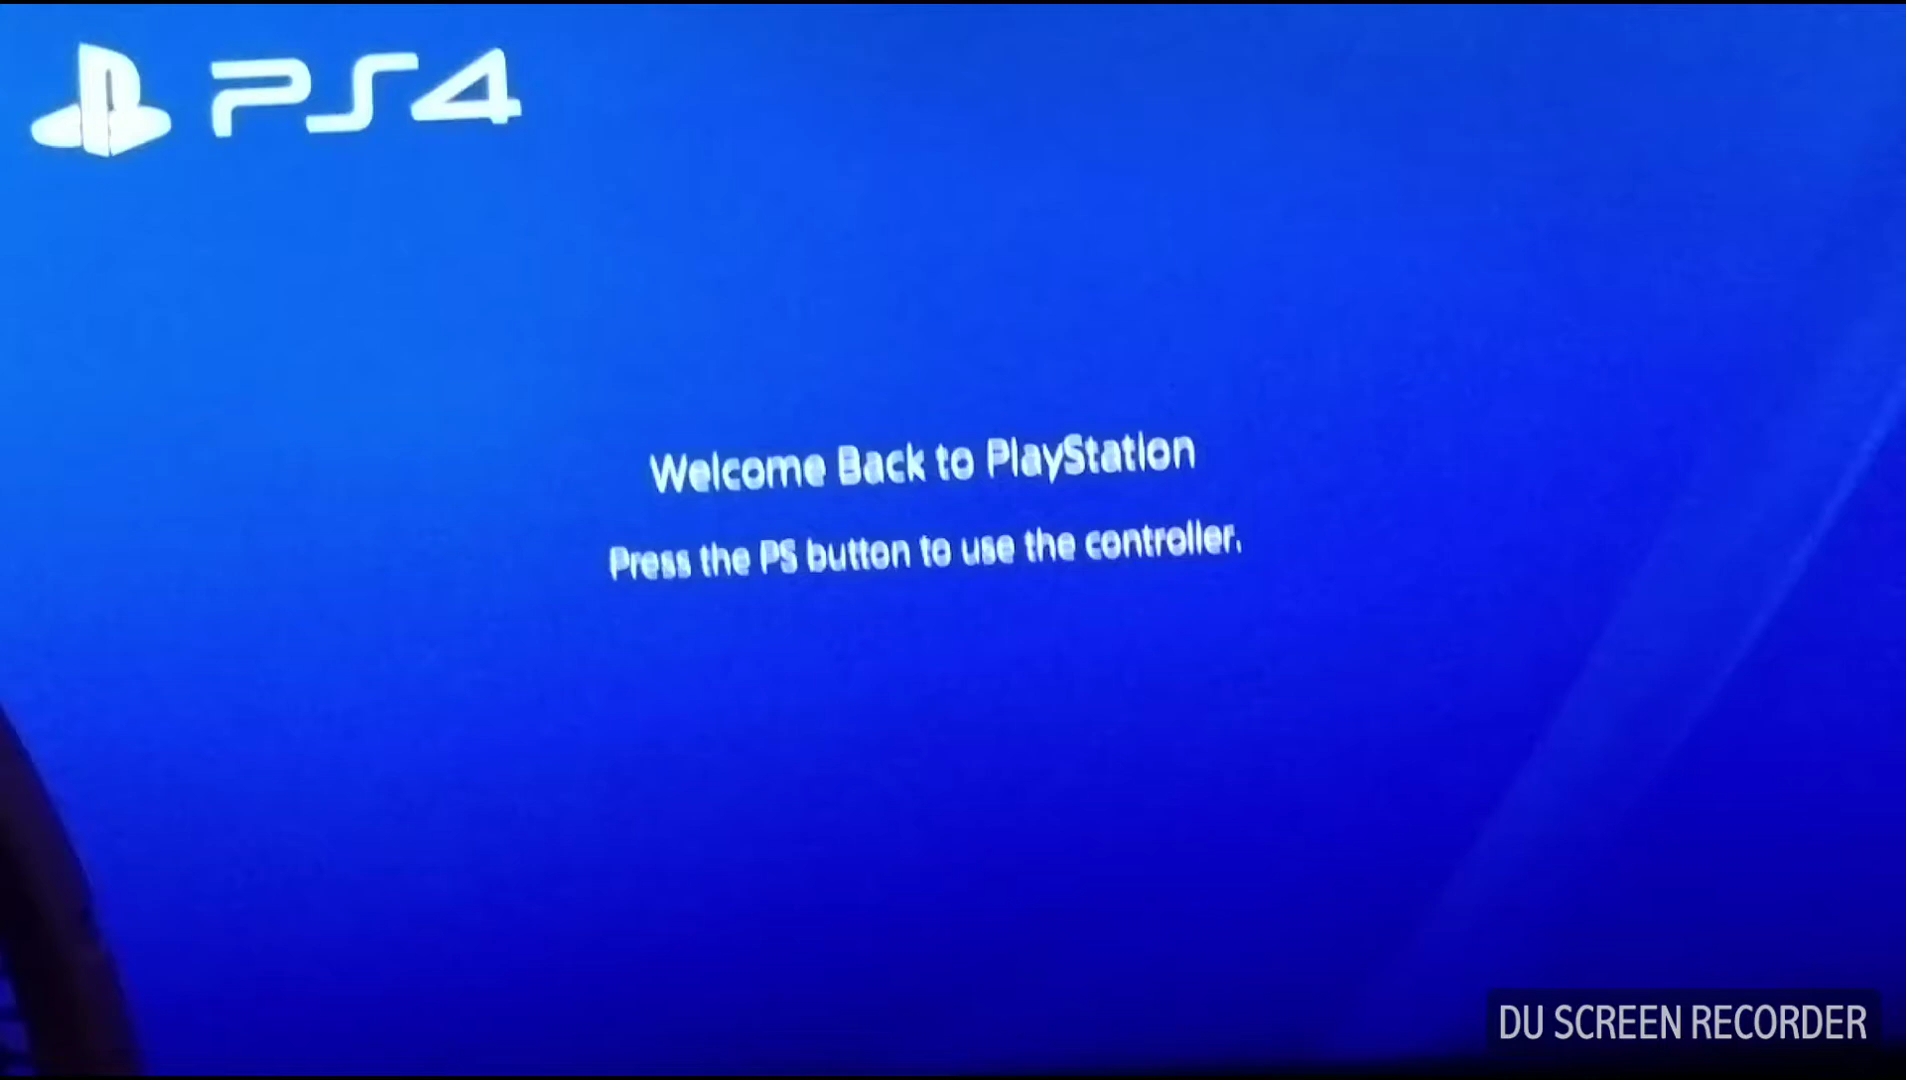 PS4
Welcome Back to PlayStation
Press the PS button to use the controller.
DU SCREEN RECORDER